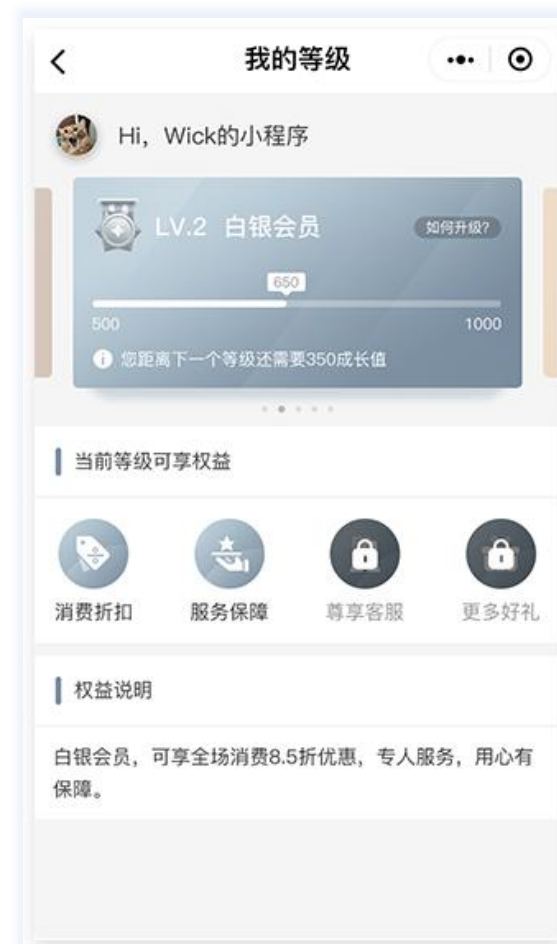 我的等级
Hi，Wick的小程序
LV.2 白银会员
如何升级?
650
500
1000
您距离下一个等级还需要350成长值
当前等级可享权益
消费折扣
服务保障
尊享客服
更多好礼
权益说明
白银会员，可享全场消费8.5折优惠，专人服务，用心有
保障。